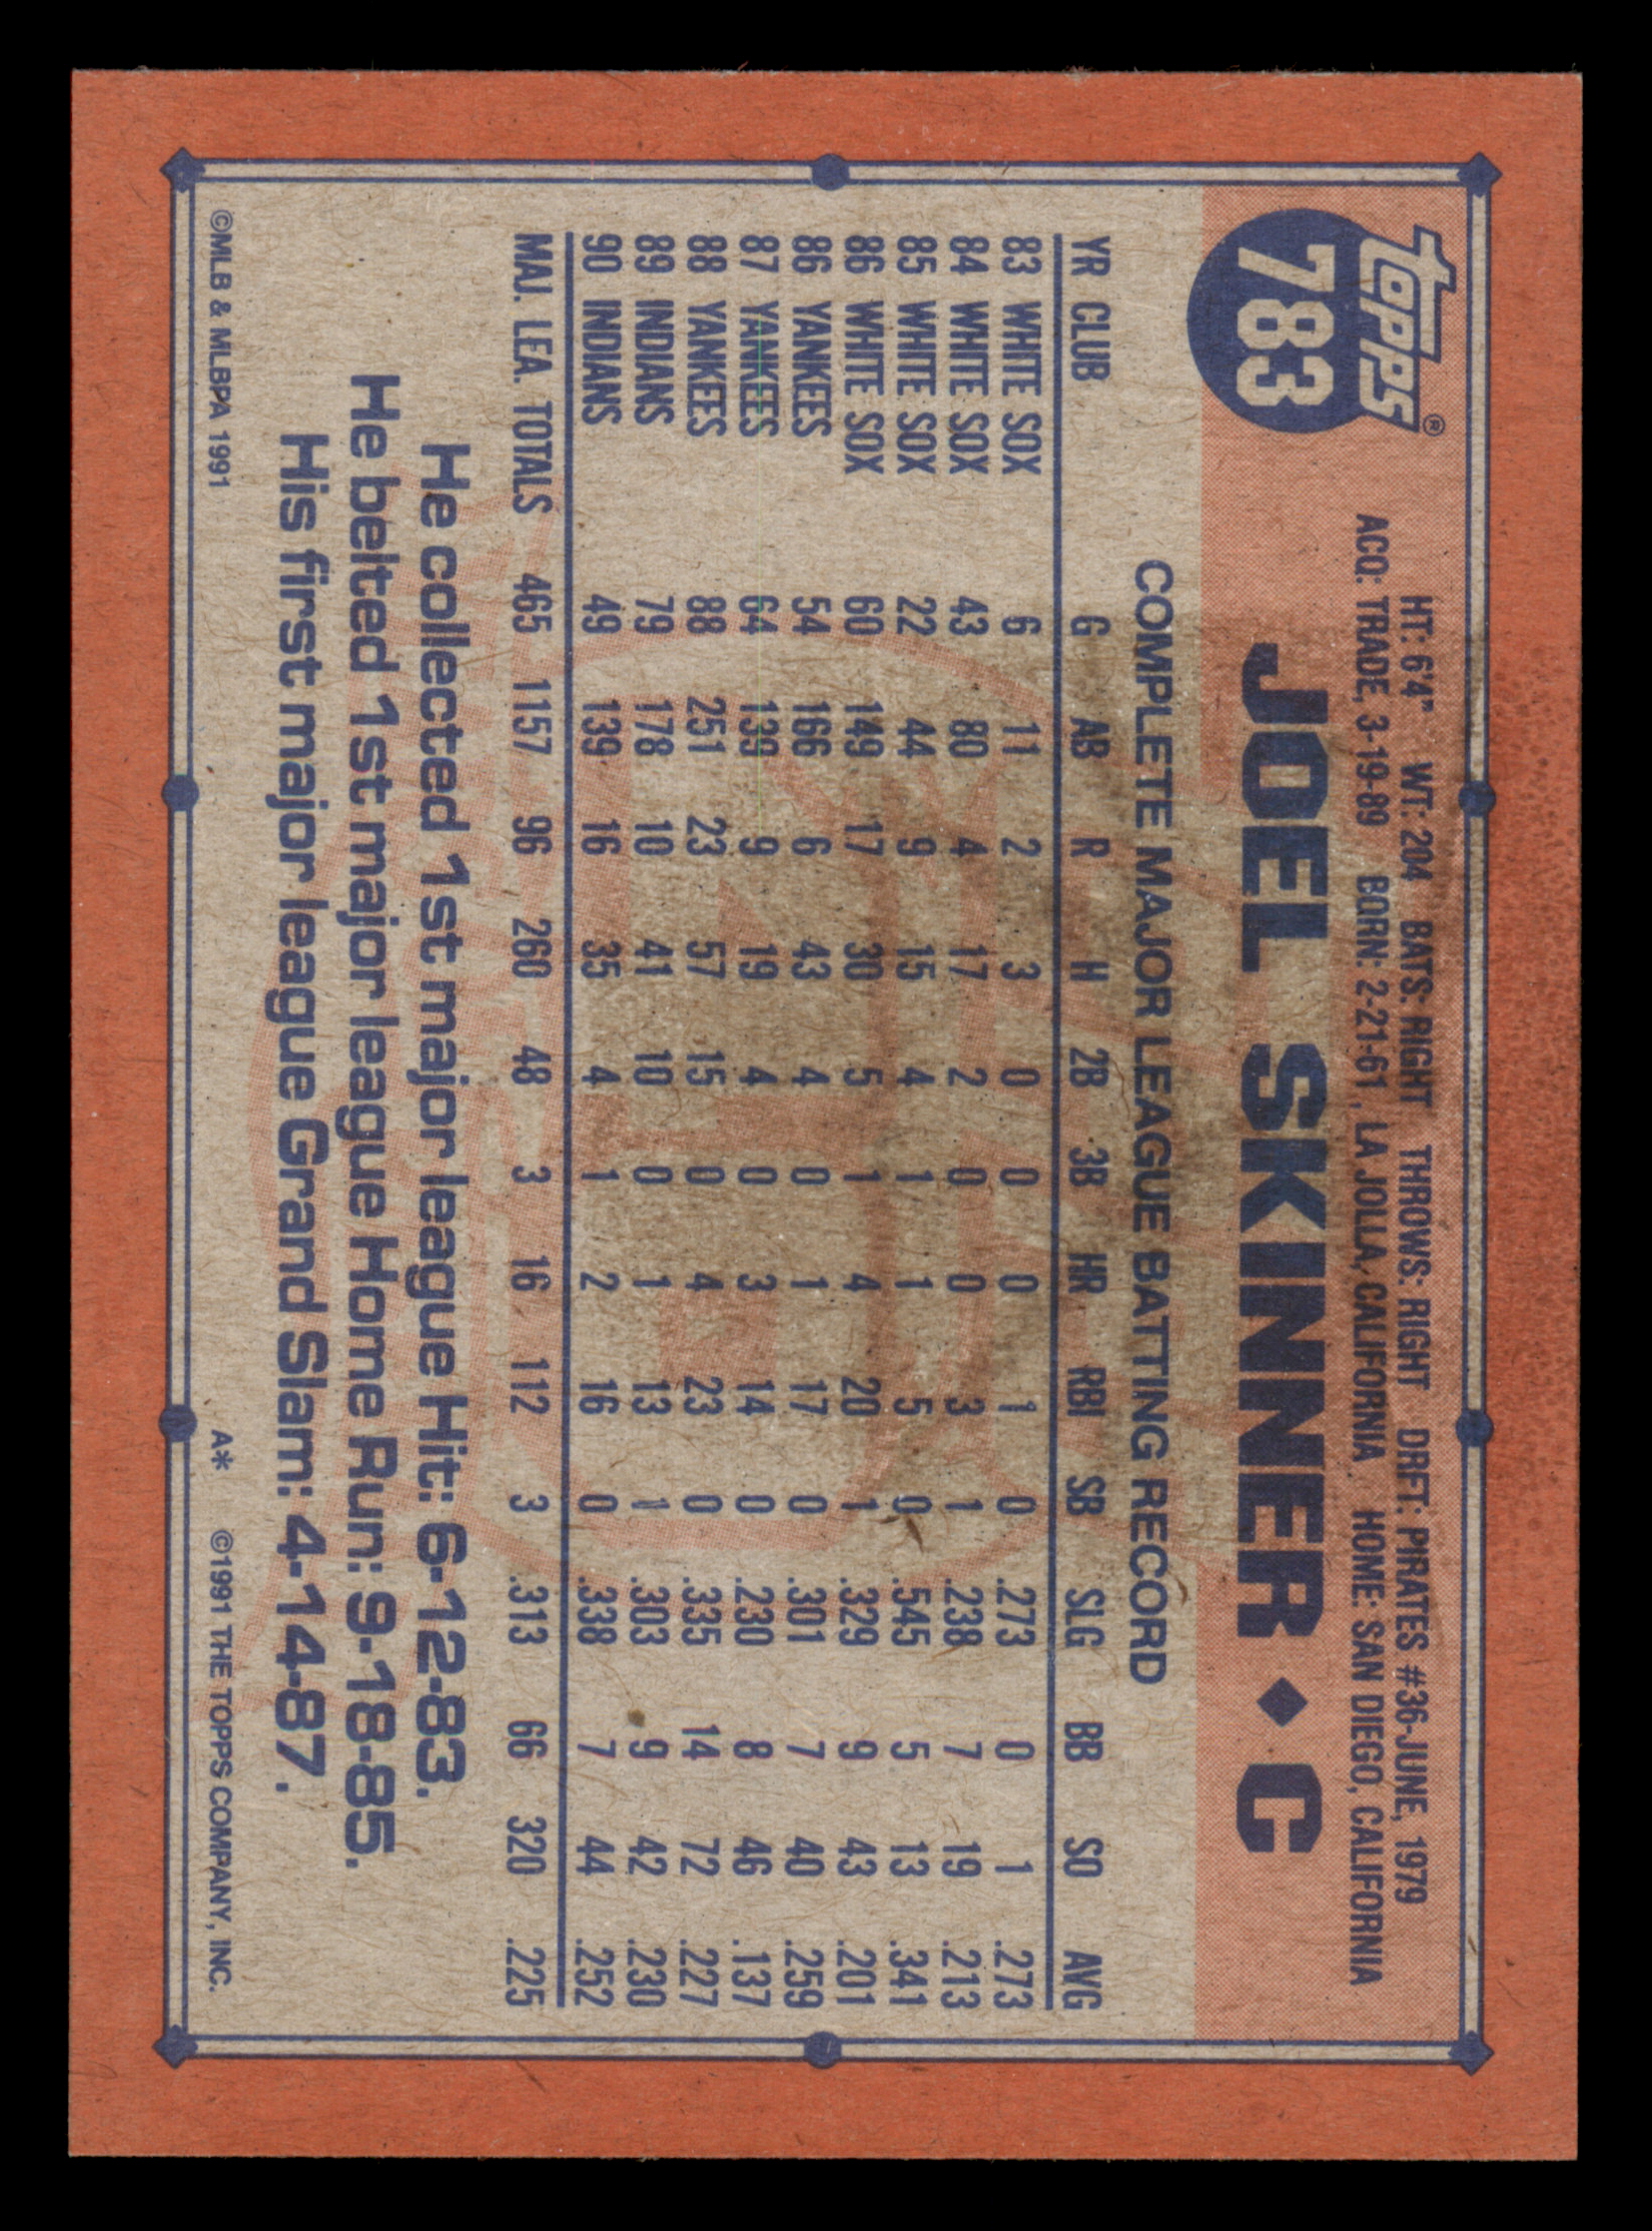 topps®
783
HT: 6'4" WT: 204 BATS: RIGHT THROWS: RIGHT DRFT: PIRATES #36-JUNE, 1979
ACQ: TRADE, 3-19-89 BORN: 2-21-61, LA JOLLA, CALIFORNIA HOME: SAN DIEGO, CALIFORNIA
JOEL SKINNER ♦ C
COMPLETE MAJOR LEAGUE BATTING RECORD
YR CLUB G AB R H 2B 3B HR RBI SB SLG BB SO AVG
83 WHITE SOX 6 11 2 3 0 0 0 1 0 .273 0 1 .273
84 WHITE SOX 43 80 4 17 2 0 0 3 1 .238 7 19 .213
85 WHITE SOX 22 44 9 15 4 1 1 5 0 .545 5 13 .341
86 WHITE SOX 60 149 17 30 5 1 4 20 1 .329 9 43 .201
86 YANKEES 54 166 6 43 4 0 1 17 0 .301 7 40 .259
87 YANKEES 64 139 9 19 4 0 3 14 0 .230 8 46 .137
88 YANKEES 88 251 23 57 15 0 4 23 0 .335 14 72 .227
89 INDIANS 79 178 10 41 10 0 1 13 1 .303 9 42 .230
90 INDIANS 49 139 16 35 4 1 2 16 0 .338 7 44 .252
MAJ. LEA. TOTALS 465 1157 96 260 48 3 16 112 3 .313 66 320 .225
He collected 1st major league Hit: 6-12-83.
He belted 1st major league Home Run: 9-18-85.
His first major league Grand Slam: 4-14-87.
©MLB & MLBPA 1991 A* ©1991 THE TOPPS COMPANY, INC.